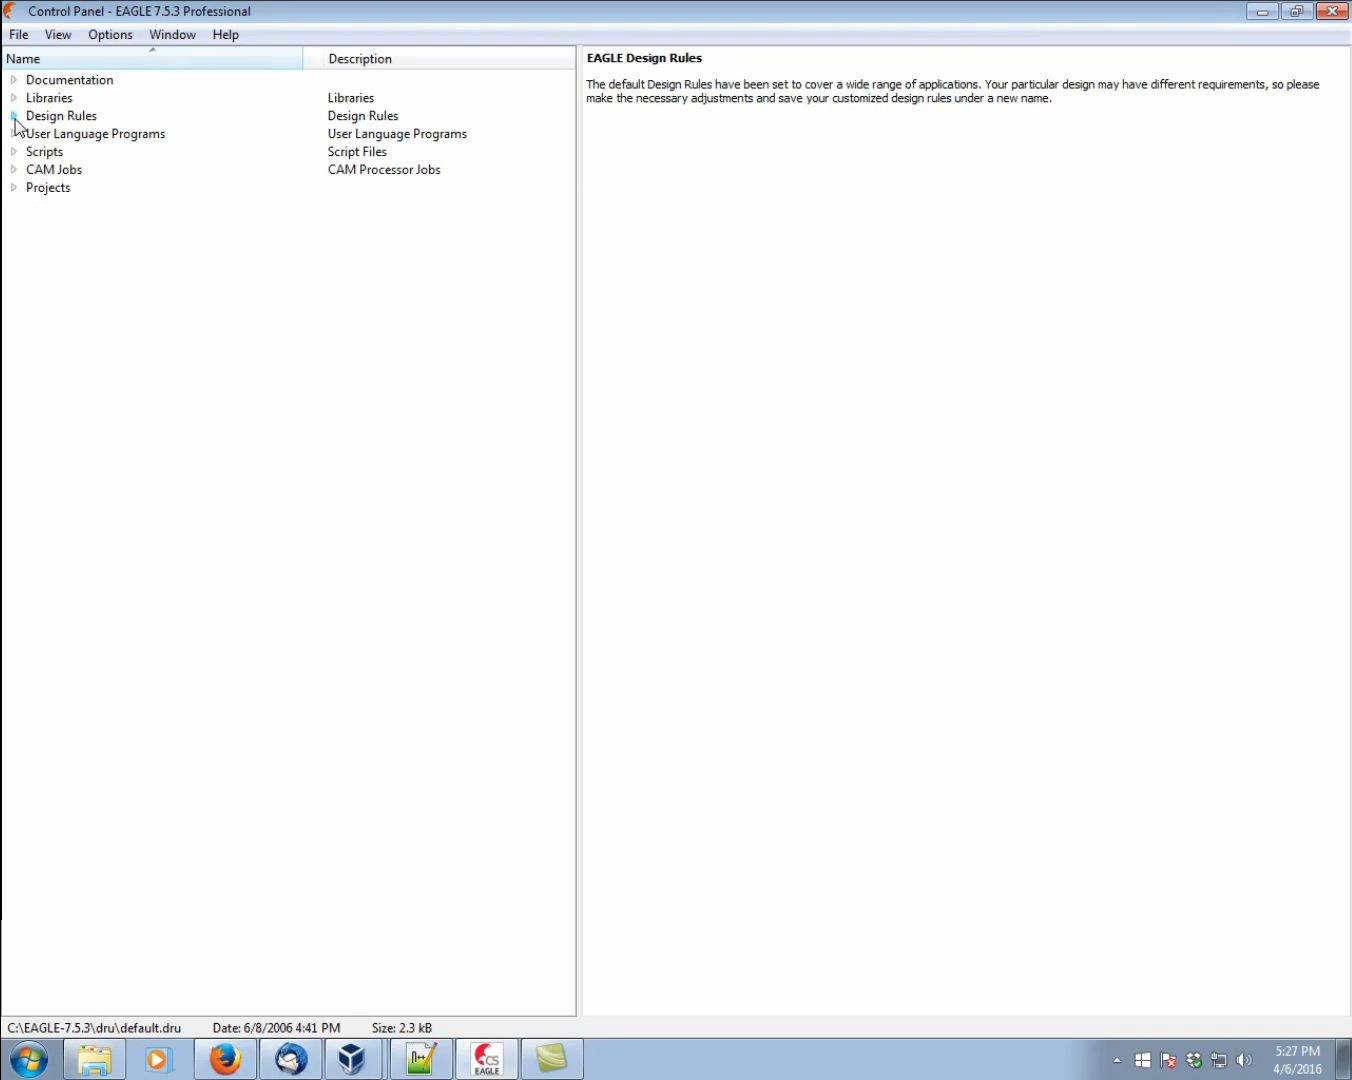 Control Panel - EAGLE 7.5.3 Professional
File View Options Window Help
Name Description
Documentation
Libraries Libraries
Design Rules Design Rules
User Language Programs User Language Programs
Scripts Script Files
CAM Jobs CAM Processor Jobs
Projects
EAGLE Design Rules
The default Design Rules have been set to cover a wide range of applications. Your particular design may have different requirements, so please
make the necessary adjustments and save your customized design rules under a new name.
C:\EAGLE-7.5.3\dru\default.dru Date: 6/8/2006 4:41 PM Size: 2.3 kB
n++
CS
EAGLE
5:27 PM
4/6/2016